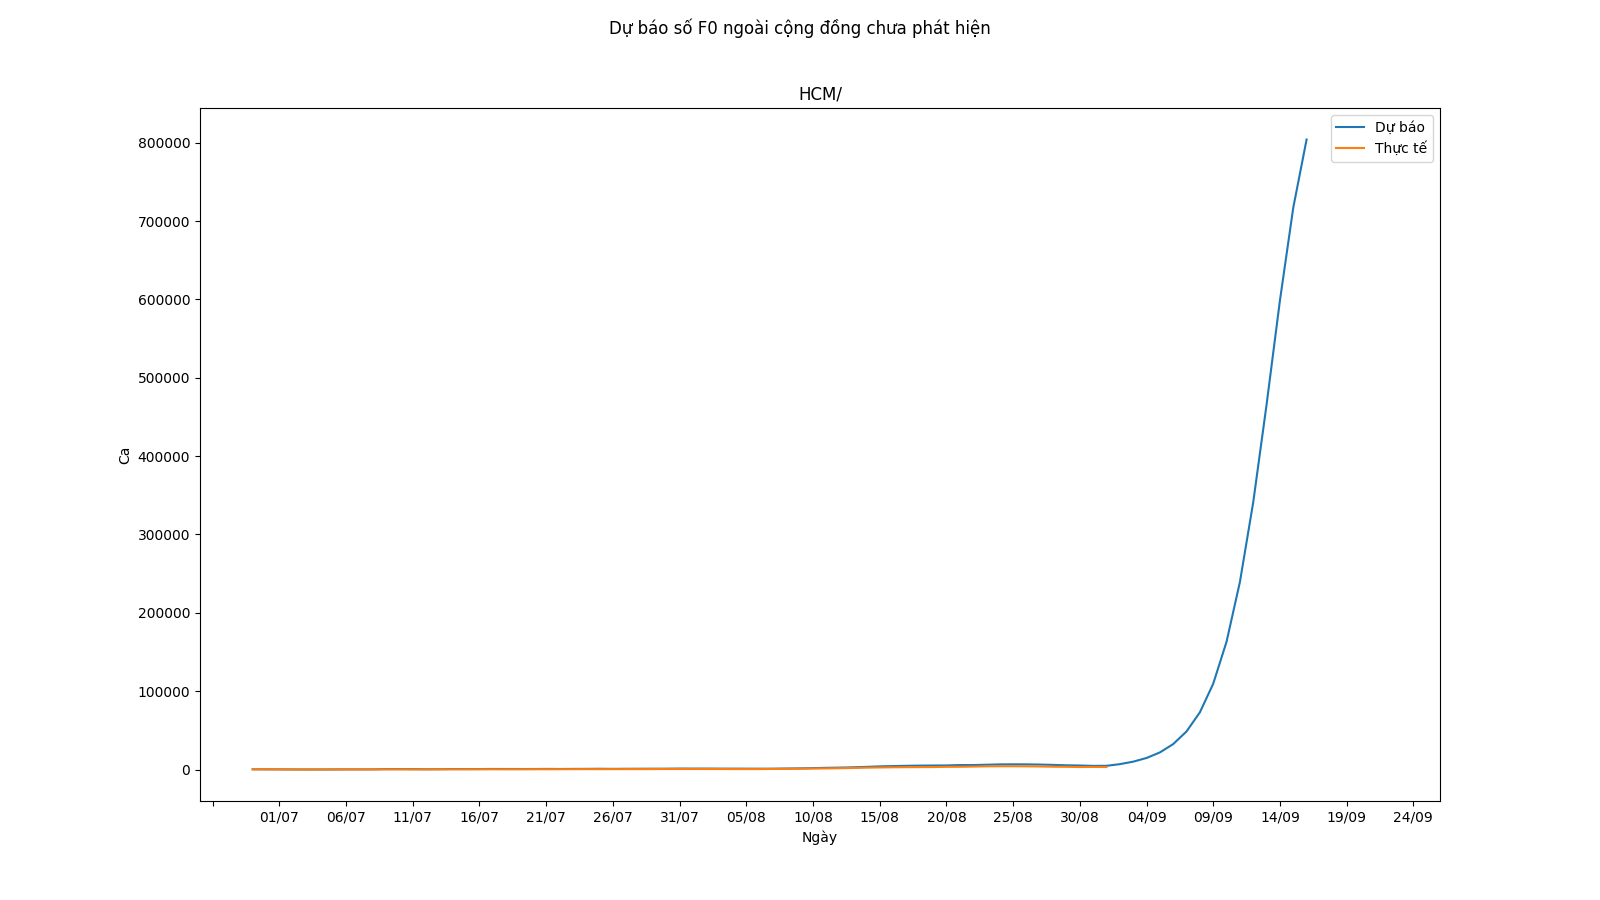 Dự báo số F0 ngoài cộng đồng chưa phát hiện
HCM/
Dự báo
Thực tế
800000
700000
600000
500000
400000
300000
200000
100000
0
Ca
01/07 06/07 11/07 16/07 21/07 26/07 31/07 05/08 10/08 15/08 20/08 25/08 30/08 04/09 09/09 14/09 19/09 24/09
Ngày